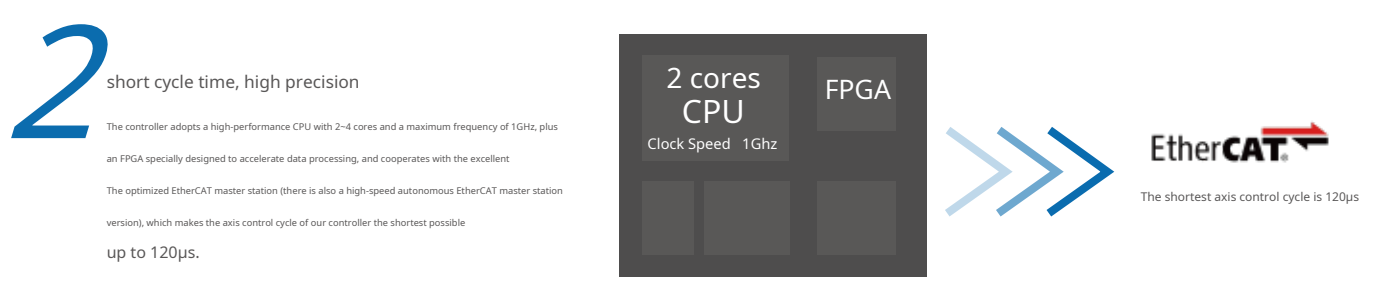 2
short cycle time, high precision
The controller adopts a high-performance CPU with 2~4 cores and a maximum frequency of 1GHz, plus
an FPGA specially designed to accelerate data processing, and cooperates with the excellent
The optimized EtherCAT master station (there is also a high-speed autonomous EtherCAT master station
version), which makes the axis control cycle of our controller the shortest possible
up to 120μs.
2 cores
CPU
Clock Speed 1Ghz
FPGA
EtherCAT®
The shortest axis control cycle is 120μs